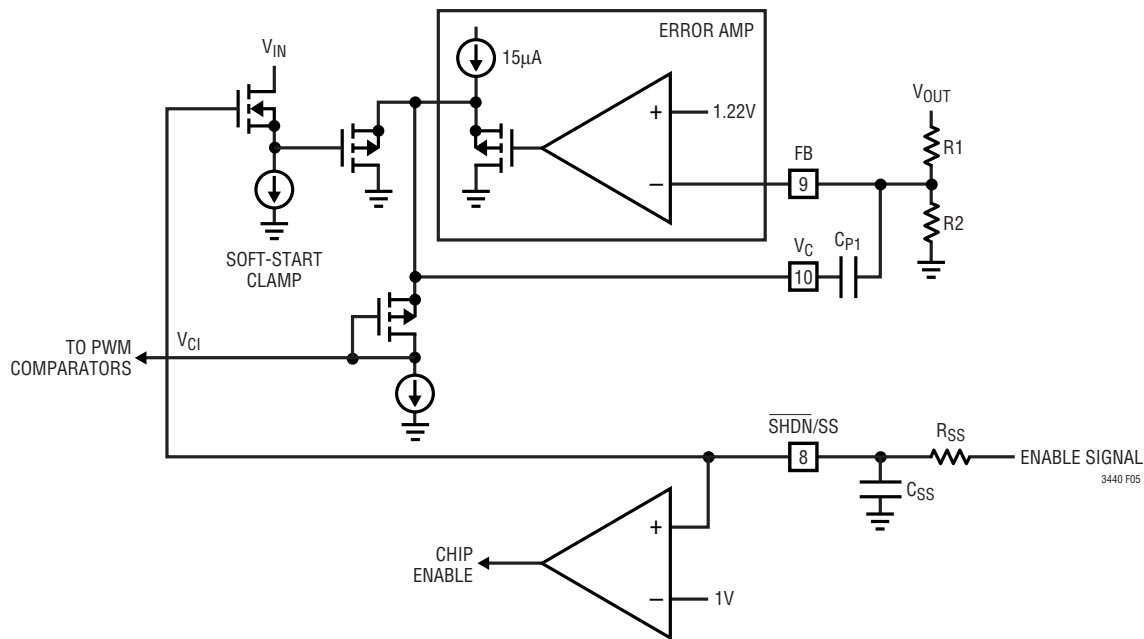 ERROR AMP
V_IN
15µA
V_OUT
+
1.22V
R1
FB
–
9
R2
SOFT-START
CLAMP
V_C
C_P1
10
V_CI
TO PWM
COMPARATORS
SHDN/SS
R_SS
8
ENABLE SIGNAL
3440 F05
C_SS
+
CHIP
ENABLE
–
1V